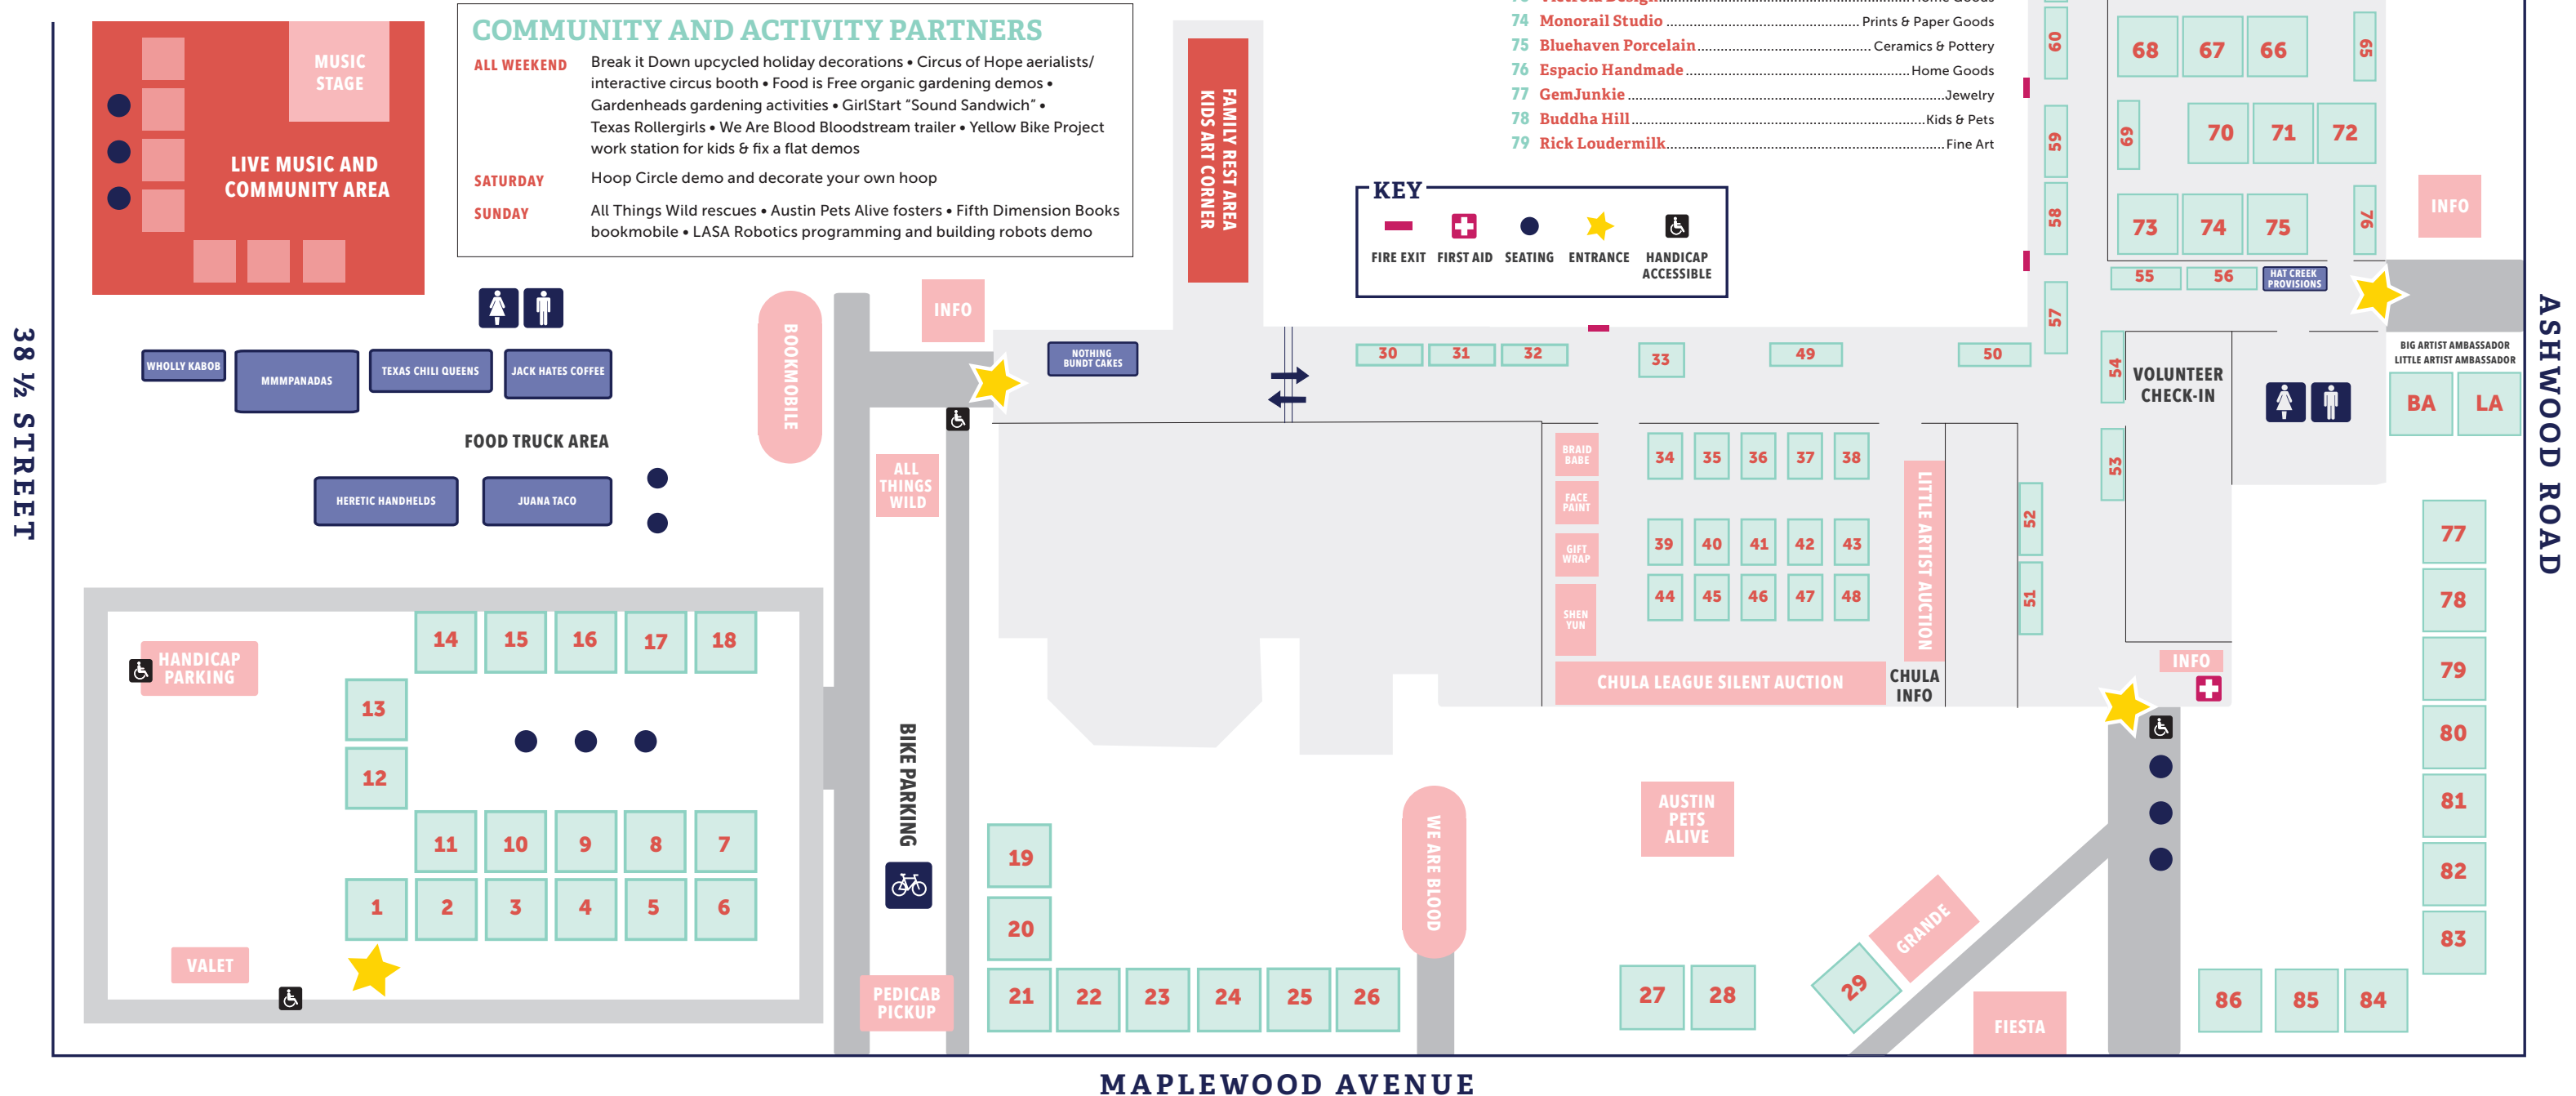 COMMUNITY AND ACTIVITY PARTNERS
ALL WEEKEND
Break it Down upcycled holiday decorations • Circus of Hope aerialists/
interactive circus booth • Food is Free organic gardening demos •
Gardenheads gardening activities • GirlStart “Sound Sandwich” •
Texas Rollergirls • We Are Blood Bloodstream trailer • Yellow Bike Project
work station for kids & fix a flat demos
SATURDAY
Hoop Circle demo and decorate your own hoop
SUNDAY
All Things Wild rescues • Austin Pets Alive fosters • Fifth Dimension Books
bookmobile • LASA Robotics programming and building robots demo
74 Monorail Studio ........ Prints & Paper Goods
75 Bluehaven Porcelain ........ Ceramics & Pottery
76 Espacio Handmade ........ Home Goods
77 GemJunkie ........ Jewelry
78 Buddha Hill ........ Kids & Pets
79 Rick Loudermilk ........ Fine Art
KEY
FIRE EXIT
FIRST AID
SEATING
ENTRANCE
HANDICAP
ACCESSIBLE
MUSIC
STAGE
LIVE MUSIC AND
COMMUNITY AREA
FAMILY REST AREA
KIDS ART CORNER
38 ½ STREET
WHOLLY KABOB
MMMPANADAS
TEXAS CHILI QUEENS
JACK HATES COFFEE
FOOD TRUCK AREA
HERETIC HANDHELDS
JUANA TACO
BOOKMOBILE
INFO
NOTHING
BUNDT CAKES
ALL
THINGS
WILD
HANDICAP
PARKING
14 15 16 17 18
13
12
11 10 9 8 7
1 2 3 4 5 6
VALET
BIKE PARKING
PEDICAB
PICKUP
19
20
21 22 23 24 25 26
WE ARE BLOOD
30 31 32 33 49 50
BRAID
BABE
FACE
PAINT
GIFT
WRAP
SHEN
YUN
34 35 36 37 38
39 40 41 42 43
44 45 46 47 48
LITTLE ARTIST AUCTION
CHULA LEAGUE SILENT AUCTION
CHULA
INFO
52
51
60
59
58
57
68 67 66 65
69 70 71 72
73 74 75 76
55 56
HAT CREEK
PROVISIONS
54
53
VOLUNTEER
CHECK-IN
INFO
BIG ARTIST AMBASSADOR
LITTLE ARTIST AMBASSADOR
BA LA
INFO
AUSTIN
PETS
ALIVE
27 28
29
GRANDE
FIESTA
77
78
79
80
81
82
83
86 85 84
ASHWOOD ROAD
MAPLEWOOD AVENUE